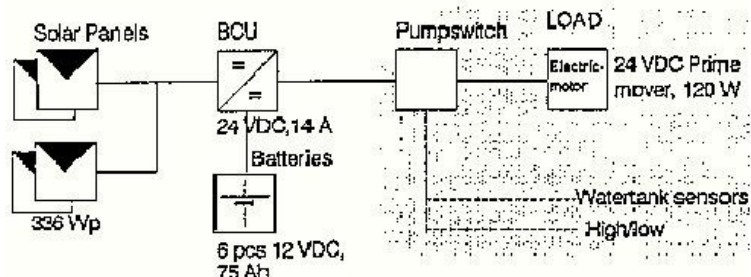 Solar Panels
BCU
Pumpswitch
LOAD
Electric-
motor
24 VDC Prime
mover, 120 W
24 VDC,14 A
Batteries
336 Wp
6 pcs 12 VDC,
75 Ah
Watertank sensors
High/low